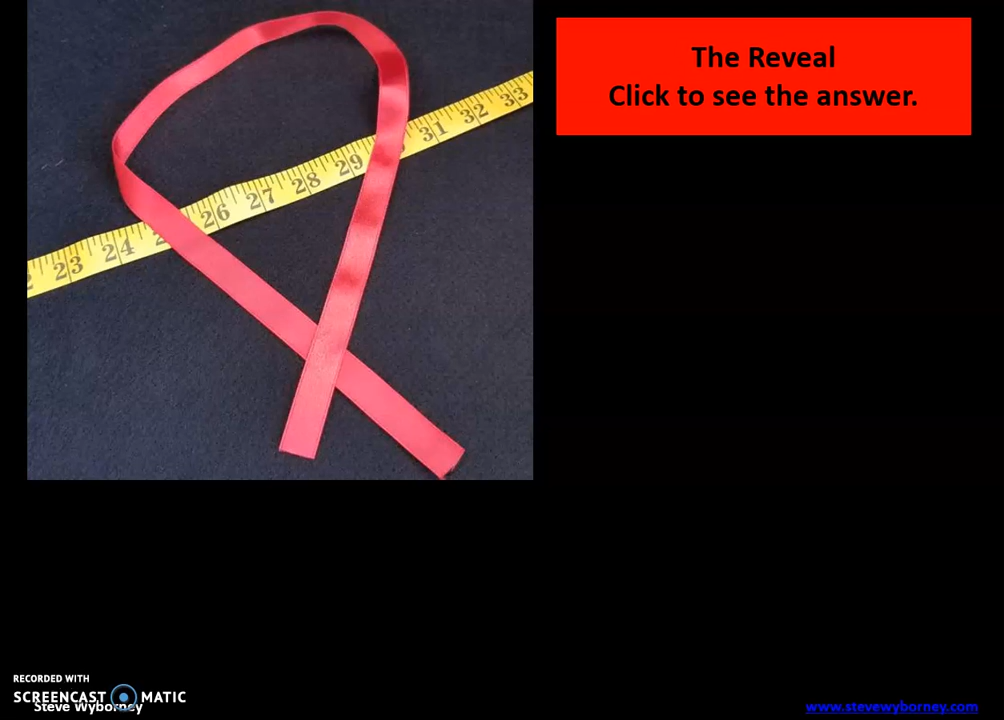 The Reveal
Click to see the answer.
23 24 26 27 28 29 31 32 33
RECORDED WITH
SCREENCAST MATIC
Steve Wyborney
www.stevewyborney.com